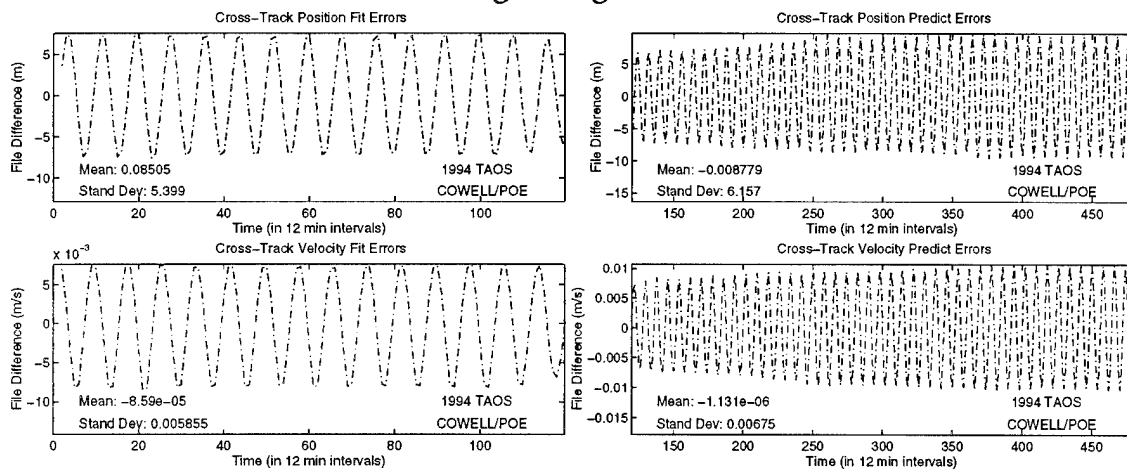 Cross-Track Position Fit Errors
File Difference (m)
5
0
-5
-10
Mean: 0.08505
Stand Dev: 5.399
1994 TAOS
COWELL/POE
0 20 40 60 80 100
Time (in 12 min intervals)
Cross-Track Position Predict Errors
File Difference (m)
5
0
-5
-10
-15
Mean: -0.008779
Stand Dev: 6.157
1994 TAOS
COWELL/POE
150 200 250 300 350 400 450
Time (in 12 min intervals)
Cross-Track Velocity Fit Errors
x 10^-3
File Difference (m/s)
5
0
-5
-10
Mean: -8.59e-05
Stand Dev: 0.005855
1994 TAOS
COWELL/POE
0 20 40 60 80 100
Time (in 12 min intervals)
Cross-Track Velocity Predict Errors
File Difference (m/s)
0.01
0.005
0
-0.005
-0.01
-0.015
Mean: -1.131e-06
Stand Dev: 0.00675
1994 TAOS
COWELL/POE
150 200 250 300 350 400 450
Time (in 12 min intervals)